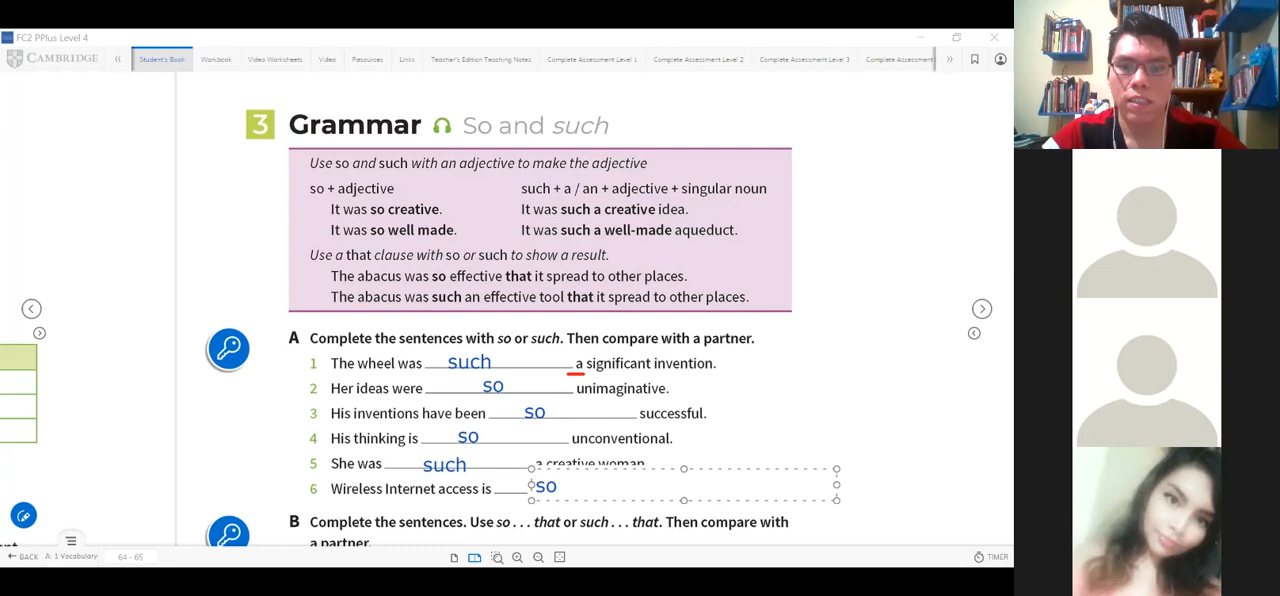 FC2 PPlus Level 4
CAMBRIDGE
Student's Book Workbook Video Worksheets Video Resources Links Teacher's Edition Teaching Notes Complete Assessment Level 1 Complete Assessment Level 2 Complete Assessment Level 3 Complete Assessment
3 Grammar So and such
Use so and such with an adjective to make the adjective
so + adjective such + a / an + adjective + singular noun
It was so creative. It was such a creative idea.
It was so well made. It was such a well-made aqueduct.
Use a that clause with so or such to show a result.
The abacus was so effective that it spread to other places.
The abacus was such an effective tool that it spread to other places.
A Complete the sentences with so or such. Then compare with a partner.
1 The wheel was such a significant invention.
2 Her ideas were so unimaginative.
3 His inventions have been so successful.
4 His thinking is so unconventional.
5 She was such a creative woman
6 Wireless Internet access is so
B Complete the sentences. Use so . . . that or such . . . that. Then compare with
a partner.
BACK A: 1 Vocabulary 64 - 65 TIMER